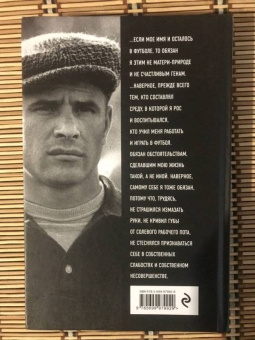 ...ЕСЛИ МОЕ ИМЯ И ОСТАЛОСЬ
В ФУТБОЛЕ, ТО ОБЯЗАН
Я ЭТИМ НЕ МАТЕРИ-ПРИРОДЕ
И НЕ СЧАСТЛИВЫМ ГЕНАМ.
...НАВЕРНОЕ, ПРЕЖДЕ ВСЕГО
ТЕМ, КТО СОСТАВЛЯЛ
СРЕДУ, В КОТОРОЙ Я РОС
И ВОСПИТЫВАЛСЯ.
КТО УЧИЛ МЕНЯ РАБОТАТЬ
И ИГРАТЬ В ФУТБОЛ.
ОБЯЗАН ОБСТОЯТЕЛЬСТВАМ,
СДЕЛАВШИМ МОЮ ЖИЗНЬ
ТАКОЙ, А НЕ ИНОЙ. НАВЕРНОЕ,
САМОМУ СЕБЕ Я ТОЖЕ ОБЯЗАН.
ПОТОМУ ЧТО, ТРУДЯСЬ,
НЕ СТРАШИЛСЯ ИЗМАЗАТЬ
РУКИ, НЕ КРИВИЛ ГУБЫ
ОТ СОЛЕНОГО РАБОЧЕГО ПОТА,
НЕ СТЕСНЯЛСЯ ПРИЗНАВАТЬСЯ
СЕБЕ В СОБСТВЕННЫХ
СЛАБОСТЯХ И СОБСТВЕННОМ
НЕСОВЕРШЕНСТВЕ.